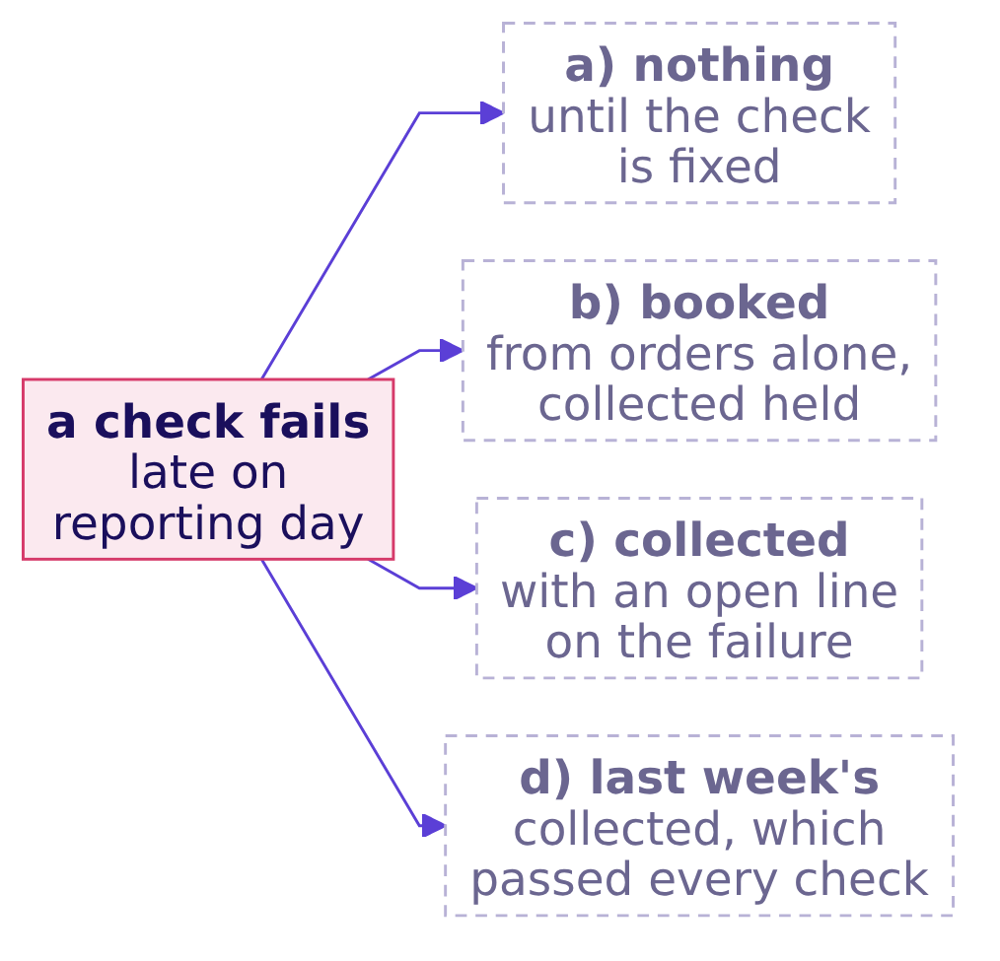 a) nothing
until the check
is fixed
b) booked
from orders alone,
collected held
a check fails
late on
reporting day
c) collected
with an open line
on the failure
d) last week's
collected, which
passed every check